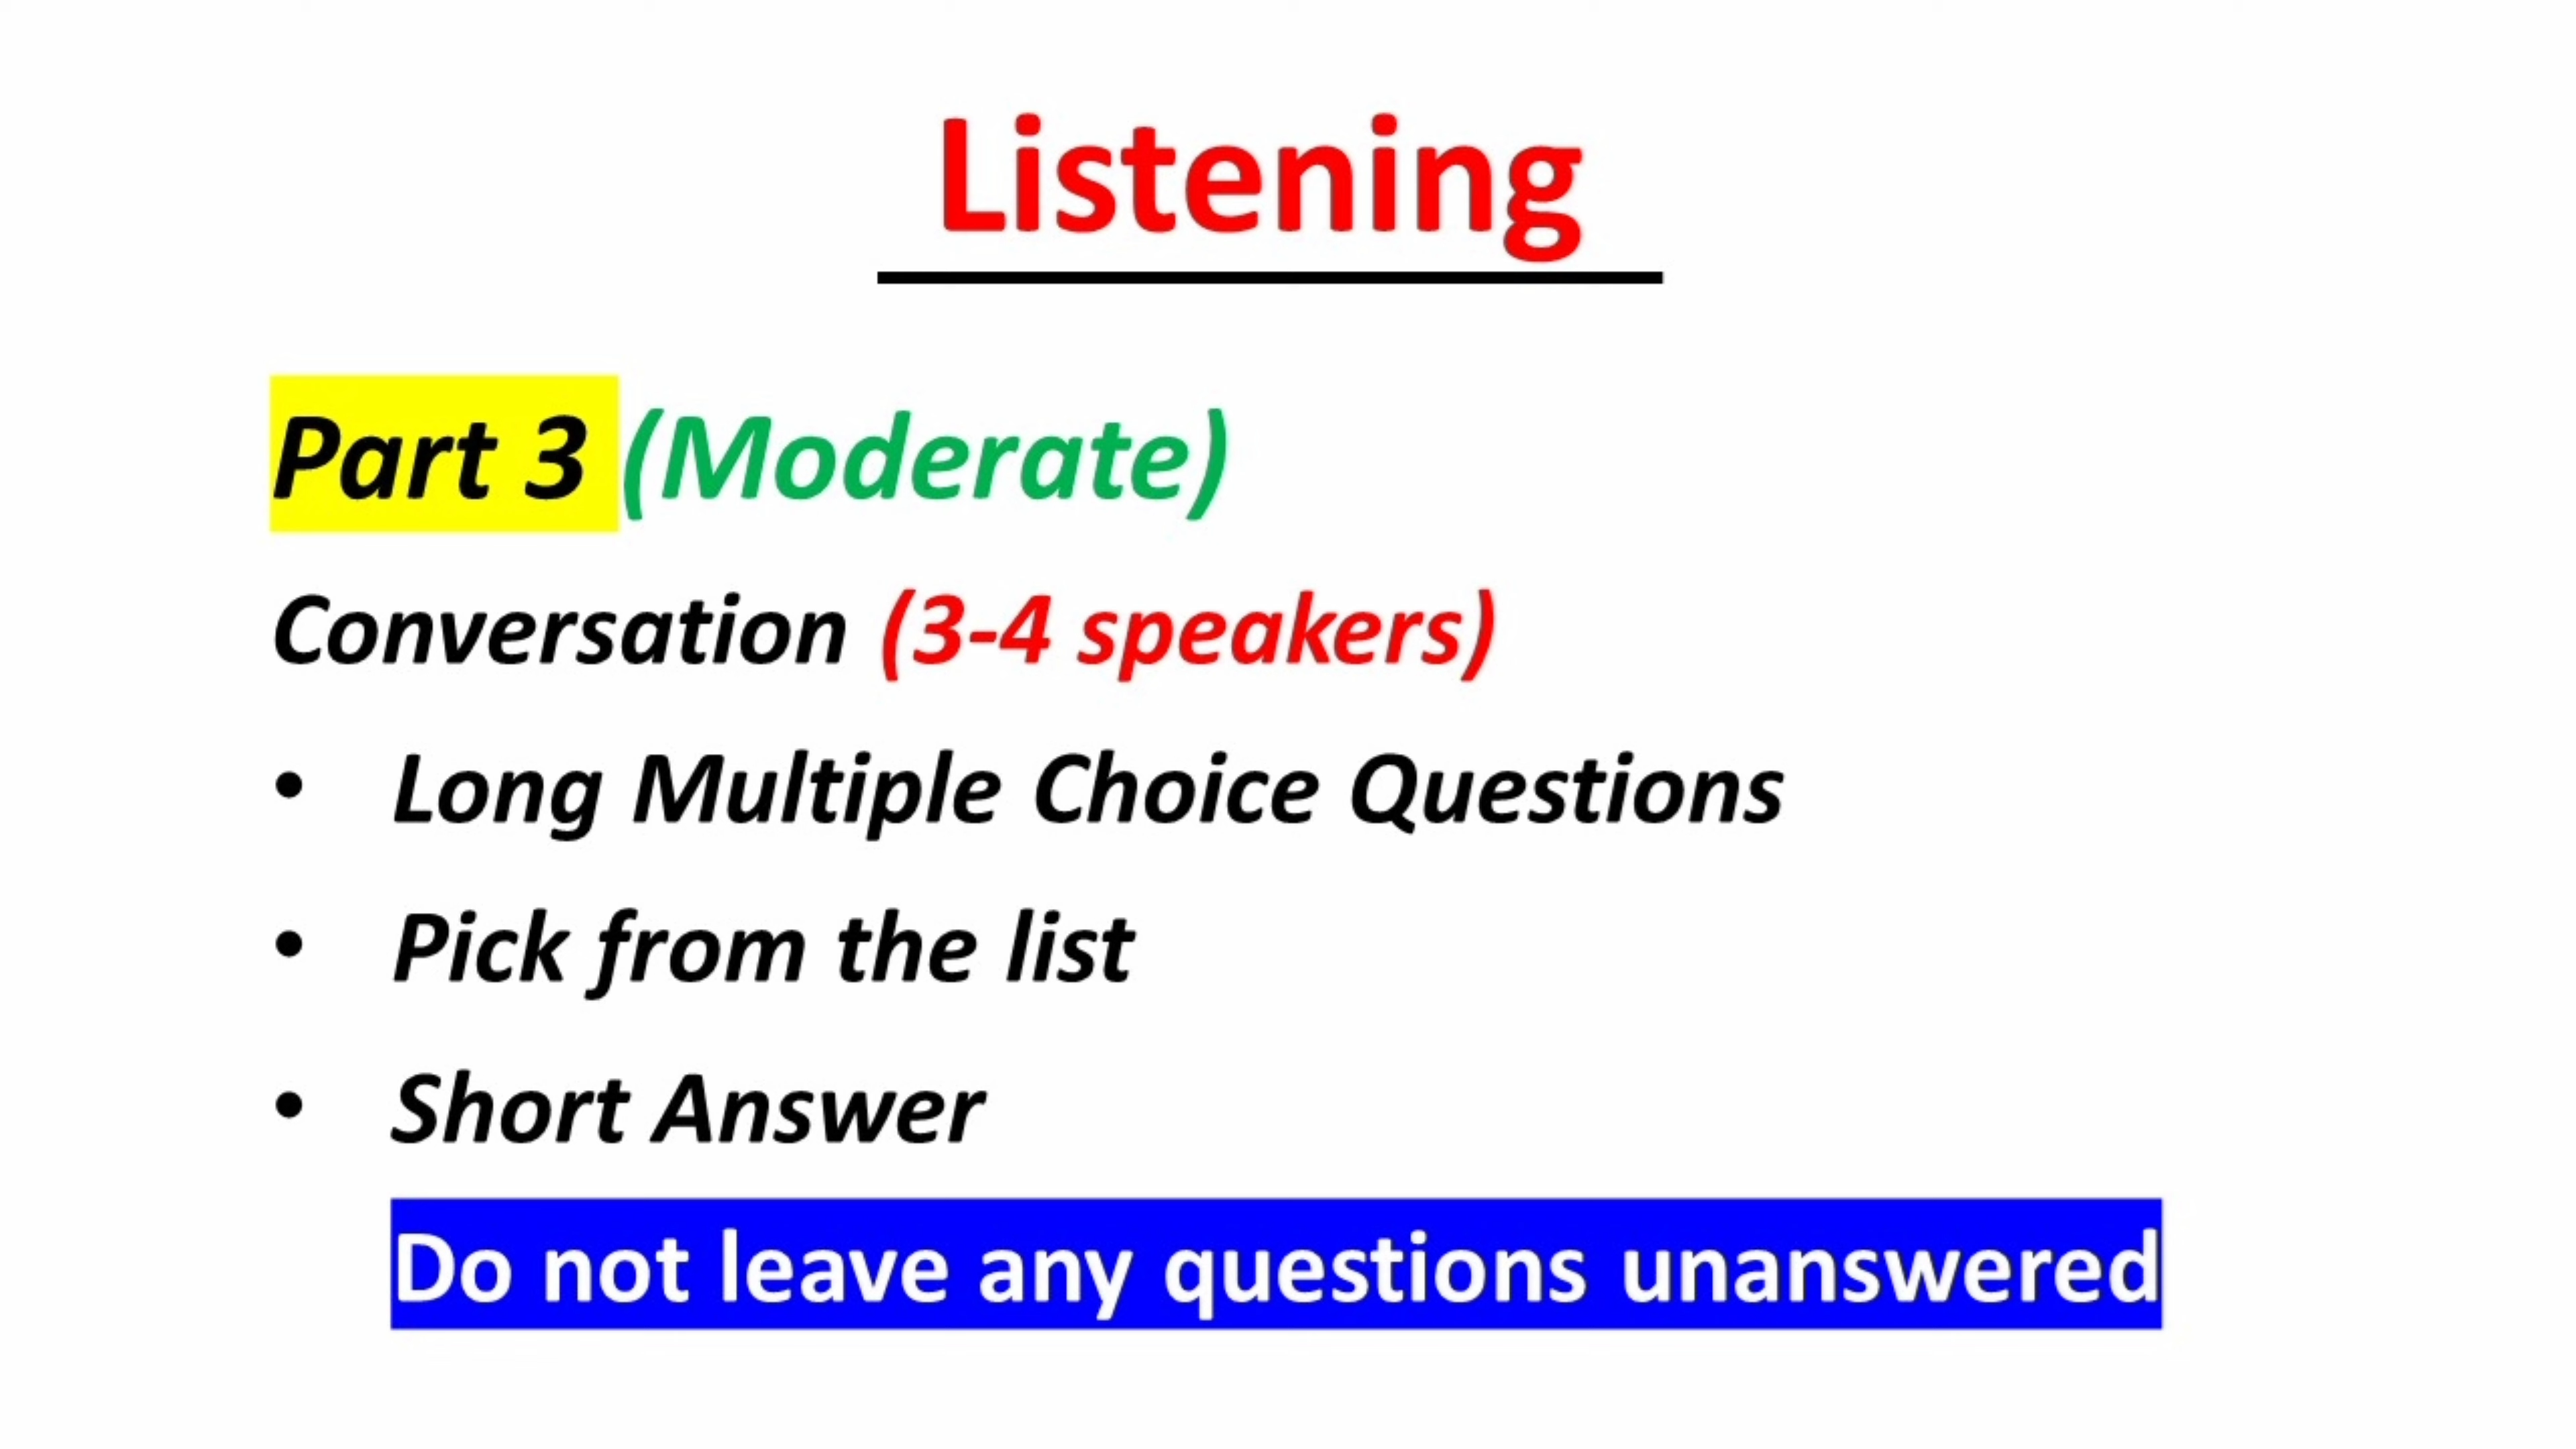 Listening
Part 3 (Moderate)
Conversation (3-4 speakers)
• Long Multiple Choice Questions
• Pick from the list
• Short Answer
Do not leave any questions unanswered